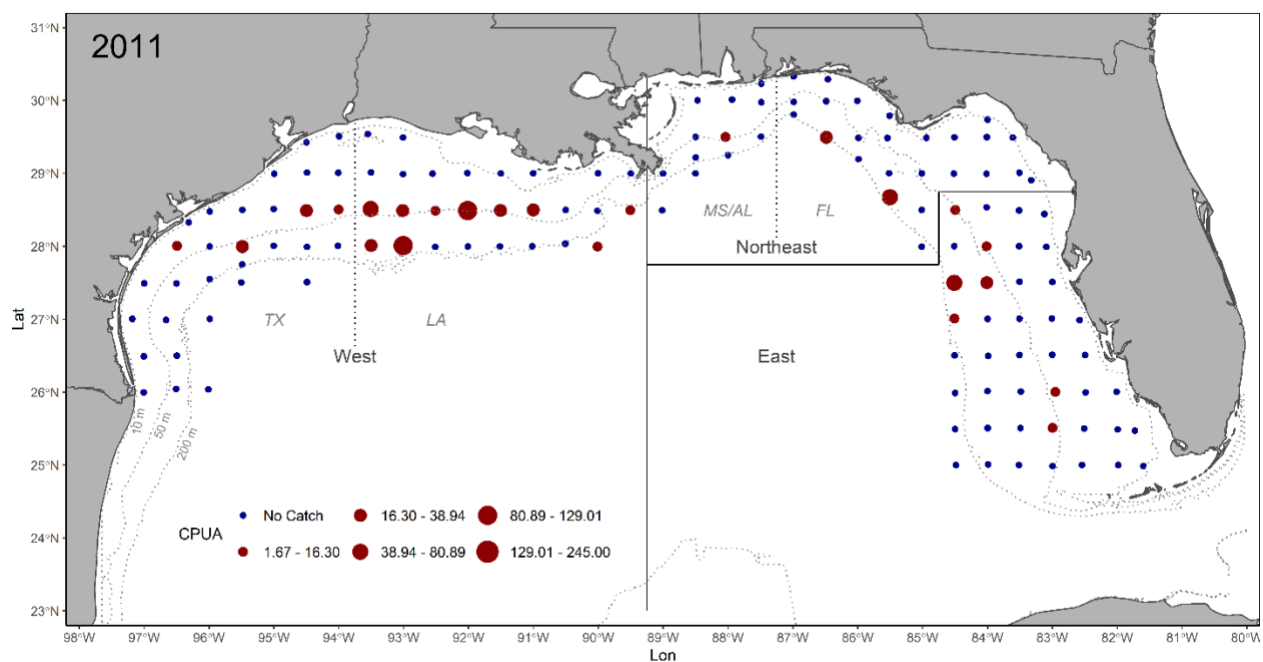 2011
31°N
30°N
29°N
28°N
27°N
26°N
25°N
24°N
23°N
Lat
MS/AL
FL
Northeast
TX
LA
West
East
10 m
50 m
200 m
CPUA
No Catch
16.30 - 38.94
80.89 - 129.01
1.67 - 16.30
38.94 - 80.89
129.01 - 245.00
98°W 97°W 96°W 95°W 94°W 93°W 92°W 91°W 90°W 89°W 88°W 87°W 86°W 85°W 84°W 83°W 82°W 81°W 80°W
Lon